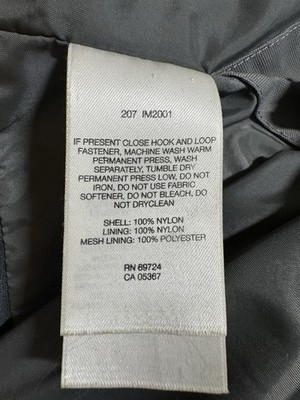 207 IM2001
IF PRESENT CLOSE HOOK AND LOOP
FASTENER, MACHINE WASH WARM
PERMANENT PRESS, WASH
SEPARATELY, TUMBLE DRY
PERMANENT PRESS LOW, DO NOT
IRON, DO NOT USE FABRIC
SOFTENER, DO NOT BLEACH, DO
NOT DRYCLEAN
SHELL: 100% NYLON
LINING: 100% NYLON
MESH LINING: 100% POLYESTER
RN 69724
CA 05367